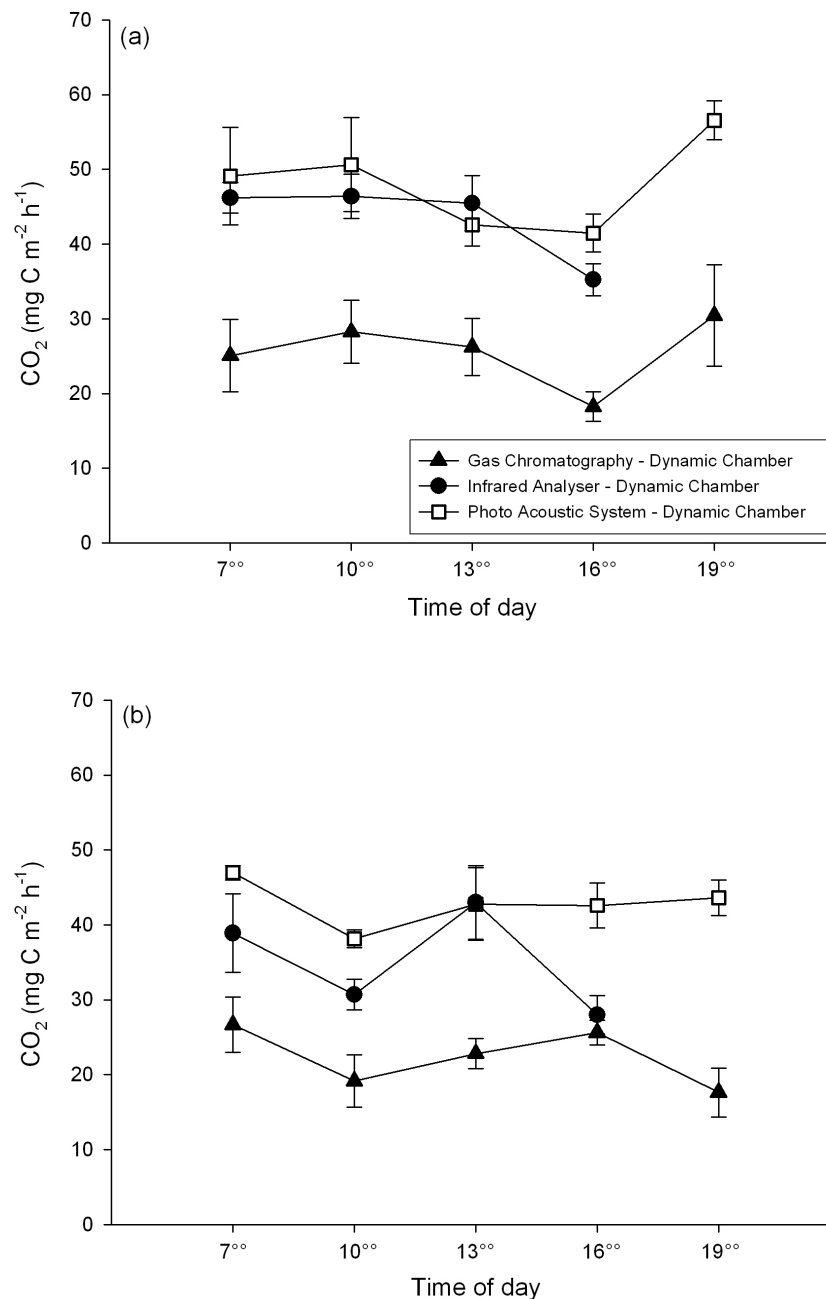 (a)
70
60
50
40
30
20
10
0
CO₂ (mg C m⁻² h⁻¹)
Gas Chromatography - Dynamic Chamber
Infrared Analyser - Dynamic Chamber
Photo Acoustic System - Dynamic Chamber
7°° 10°° 13°° 16°° 19°°
Time of day
(b)
70
60
50
40
30
20
10
0
CO₂ (mg C m⁻² h⁻¹)
7°° 10°° 13°° 16°° 19°°
Time of day